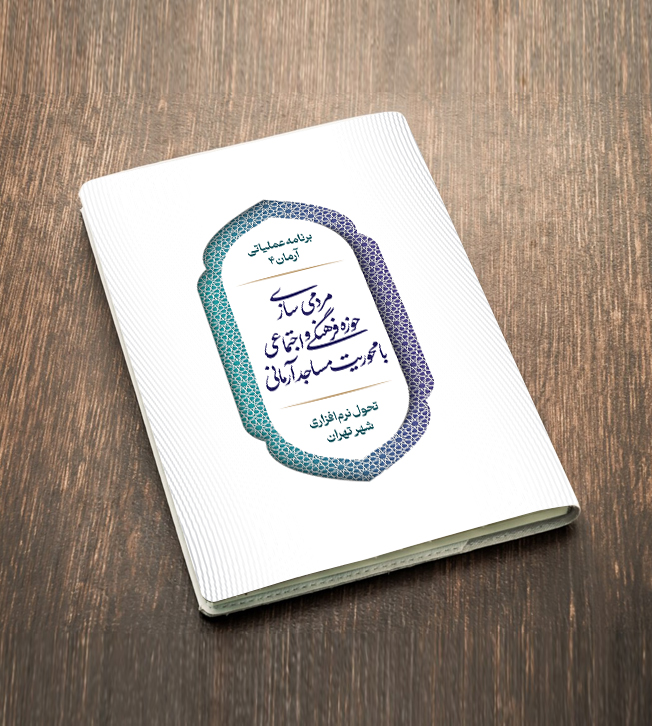 برنامه عملیاتی
آرمان ۴
مردمی سازی
حوزه فرهنگی و اجتماعی
با محوریت مساجد آرمانی
تحول نرم افزاری
شهر تهران